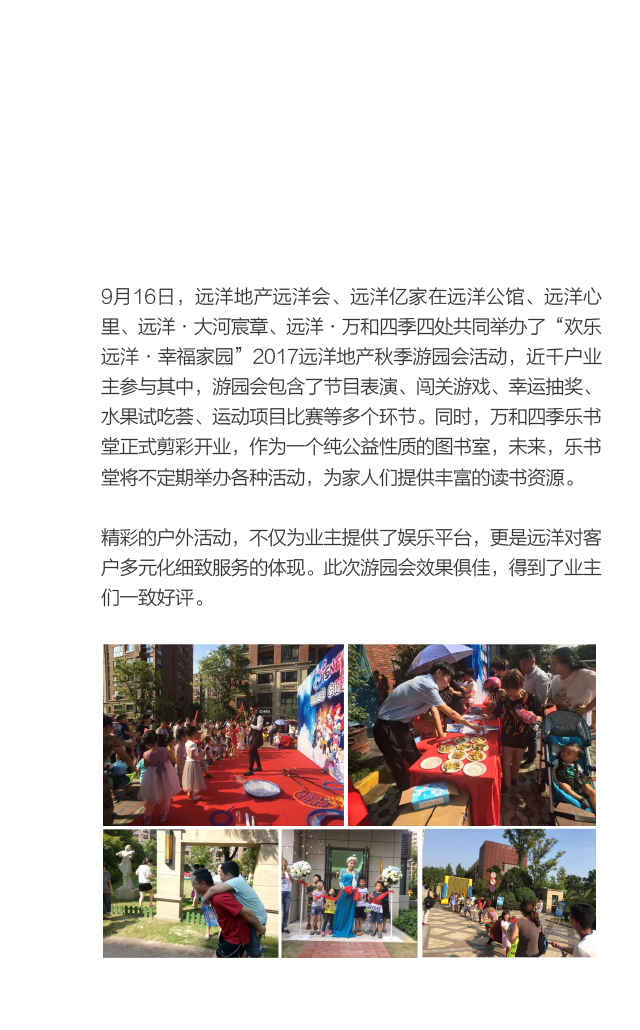 9月16日，远洋地产远洋会、远洋亿家在远洋公馆、远洋心
里、远洋·大河宸章、远洋·万和四季四处共同举办了“欢乐
远洋·幸福家园”2017远洋地产秋季游园会活动，近千户业
主参与其中，游园会包含了节目表演、闯关游戏、幸运抽奖、
水果试吃荟、运动项目比赛等多个环节。同时，万和四季乐书
堂正式剪彩开业，作为一个纯公益性质的图书室，未来，乐书
堂将不定期举办各种活动，为家人们提供丰富的读书资源。
精彩的户外活动，不仅为业主提供了娱乐平台，更是远洋对客
户多元化细致服务的体现。此次游园会效果俱佳，得到了业主
们一致好评。